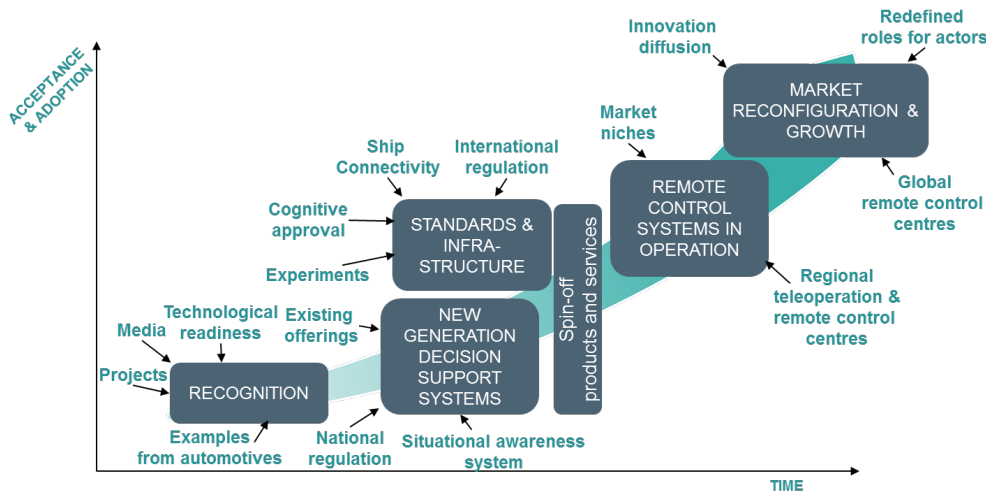 ACCEPTANCE
& ADOPTION
Innovation
diffusion
Redefined
roles for actors
MARKET
RECONFIGURATION &
GROWTH
Market
niches
Global
remote control
centres
REMOTE
CONTROL
SYSTEMS IN
OPERATION
Regional
teleoperation &
remote control
centres
Ship
Connectivity
International
regulation
Cognitive
approval
Experiments
STANDARDS &
INFRA-
STRUCTURE
Spin-off
products and services
Existing
offerings
NEW
GENERATION
DECISION
SUPPORT
SYSTEMS
National
regulation
Situational awareness
system
Technological
readiness
Media
Projects
RECOGNITION
Examples
from automotives
TIME